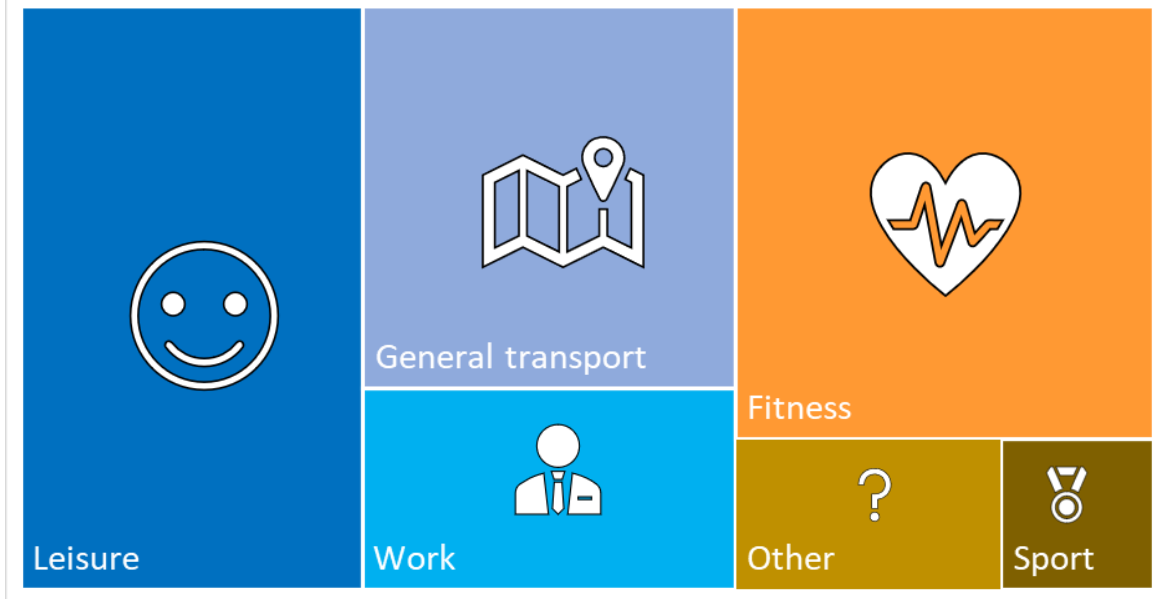 Leisure
General transport
Work
Fitness
Other
Sport